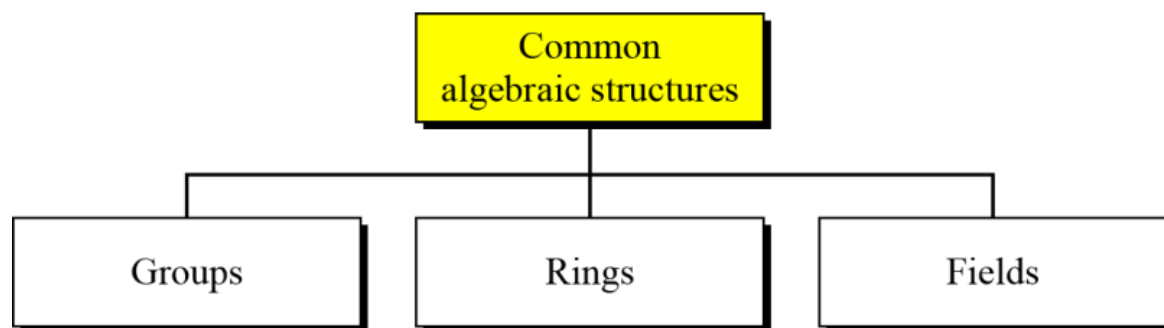 Common
algebraic structures
Groups
Rings
Fields